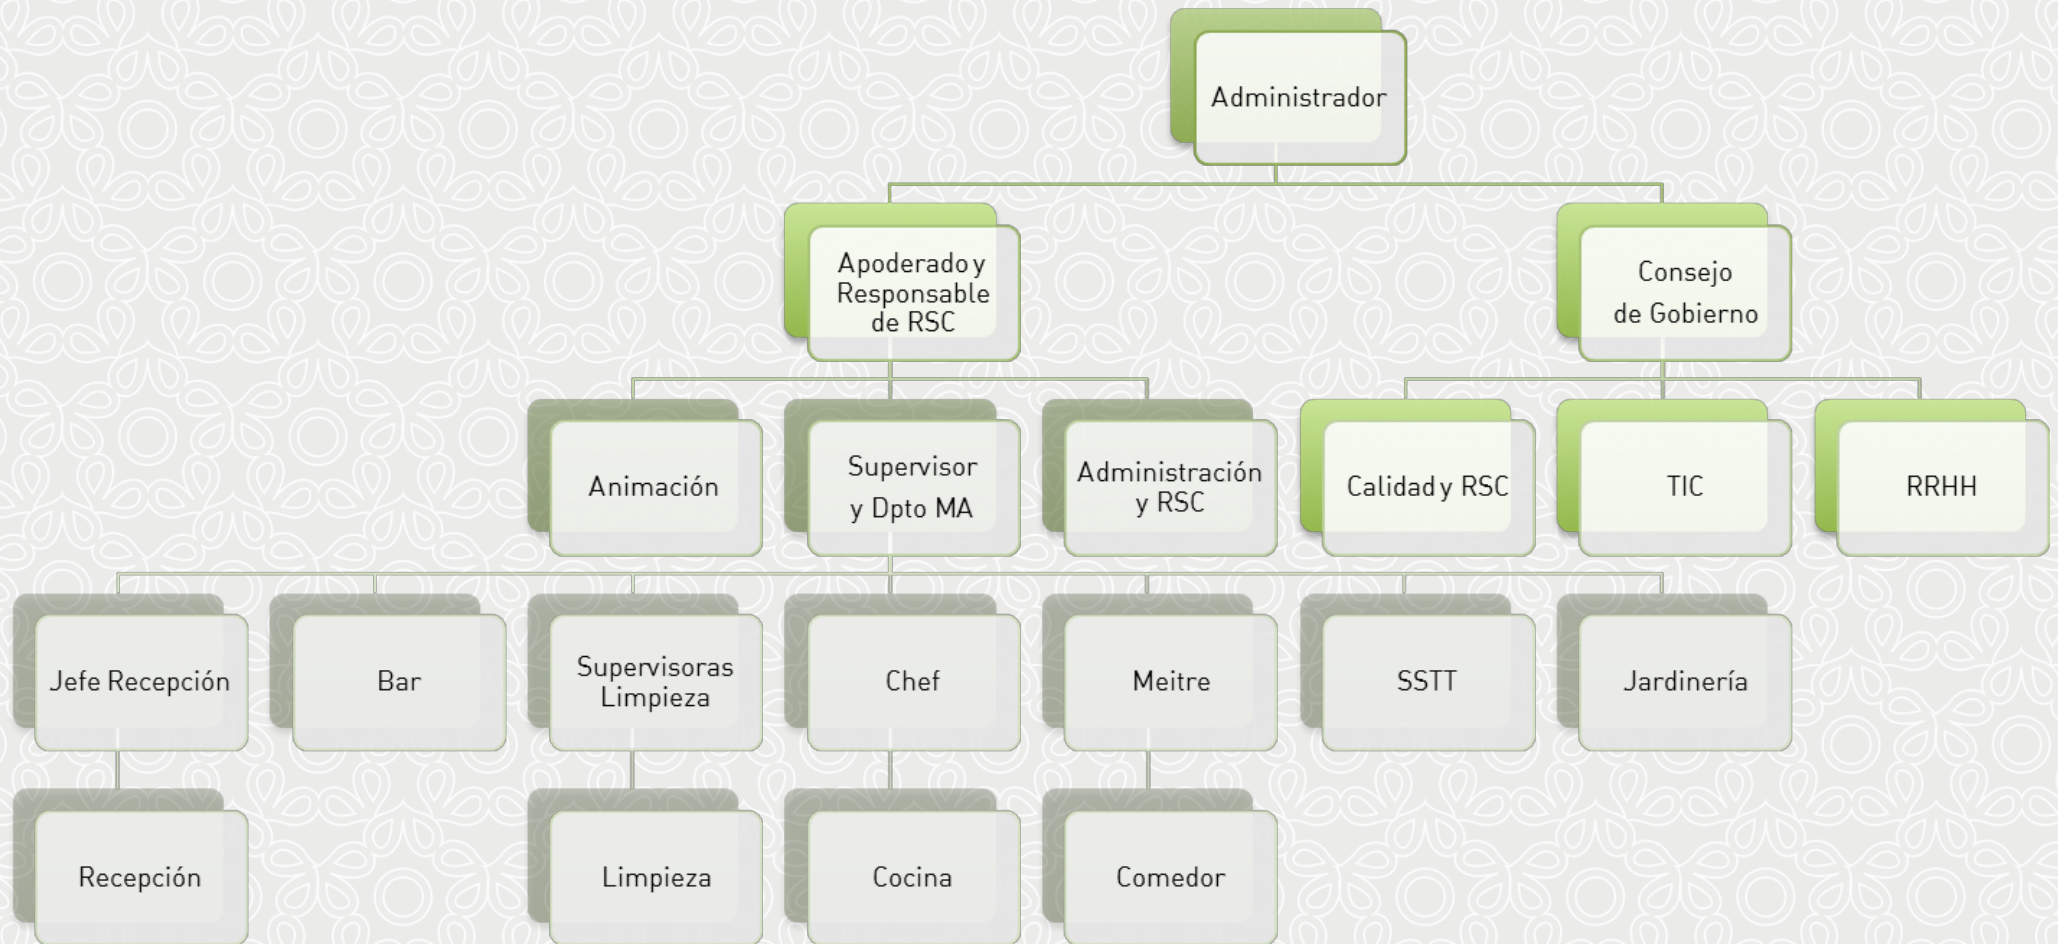 Administrador
Apoderado y
Responsable
de RSC
Consejo
de Gobierno
Animación
Supervisor
y Dpto MA
Administración
y RSC
Calidad y RSC
TIC
RRHH
Jefe Recepción
Bar
Supervisoras
Limpieza
Chef
Meitre
SSTT
Jardinería
Recepción
Limpieza
Cocina
Comedor